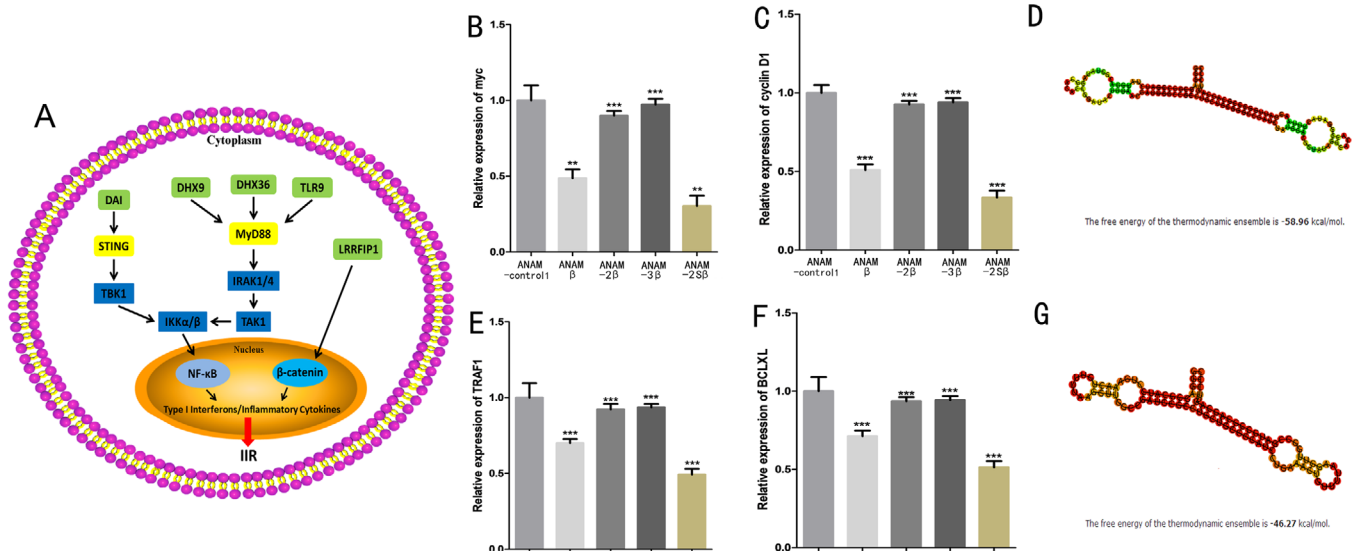 A
Cytoplasm
DHX9
DHX36
TLR9
DAI
STING
MyD88
LRRFIP1
TBK1
IRAK1/4
IKKα/β
TAK1
Nucleus
NF-κB
β-catenin
Type I Interferons/Inflammatory Cytokines
IIR
B
Relative expression of myc
1.5
1.0
0.5
0.0
***
***
**
**
ANAM ANAM ANAM ANAM ANAM
-control1 β -2β -3β -2Sβ
C
Relative expression of cyclin D1
1.5
1.0
0.5
0.0
***
***
***
***
ANAM ANAM ANAM ANAM ANAM
-control1 β -2β -3β -2Sβ
D
The free energy of the thermodynamic ensemble is -58.96 kcal/mol.
E
Relative expression of TRAF1
1.5
1.0
0.5
0.0
***
***
***
***
F
Relative expression of BCLXL
1.5
1.0
0.5
0.0
***
***
***
***
G
The free energy of the thermodynamic ensemble is -46.27 kcal/mol.